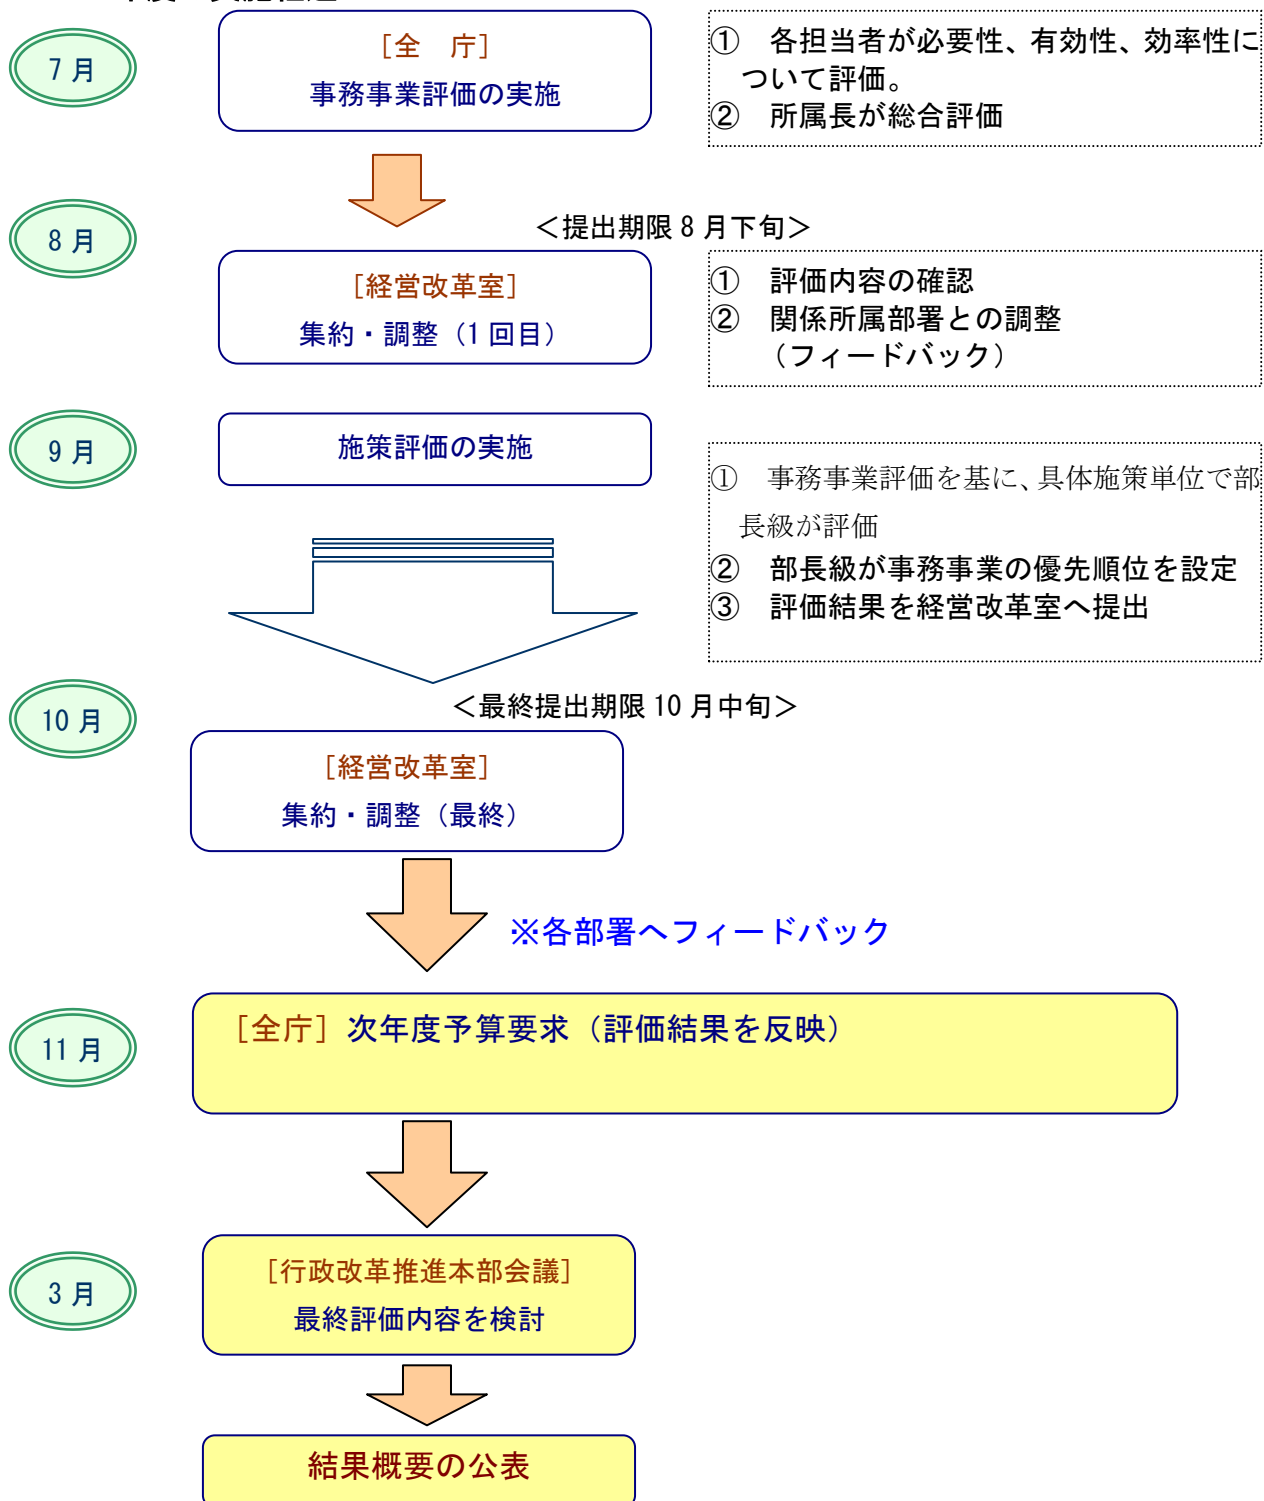 7月
［全　庁］
事務事業評価の実施
①　各担当者が必要性、有効性、効率性に
ついて評価。
②　所属長が総合評価
8月
＜提出期限8月下旬＞
［経営改革室］
集約・調整（1回目）
①　評価内容の確認
②　関係所属部署との調整
（フィードバック）
9月
施策評価の実施
①　事務事業評価を基に、具体施策単位で部
長級が評価
②　部長級が事務事業の優先順位を設定
③　評価結果を経営改革室へ提出
＜最終提出期限10月中旬＞
10月
［経営改革室］
集約・調整（最終）
※各部署へフィードバック
11月
［全庁］次年度予算要求（評価結果を反映）
3月
［行政改革推進本部会議］
最終評価内容を検討
結果概要の公表